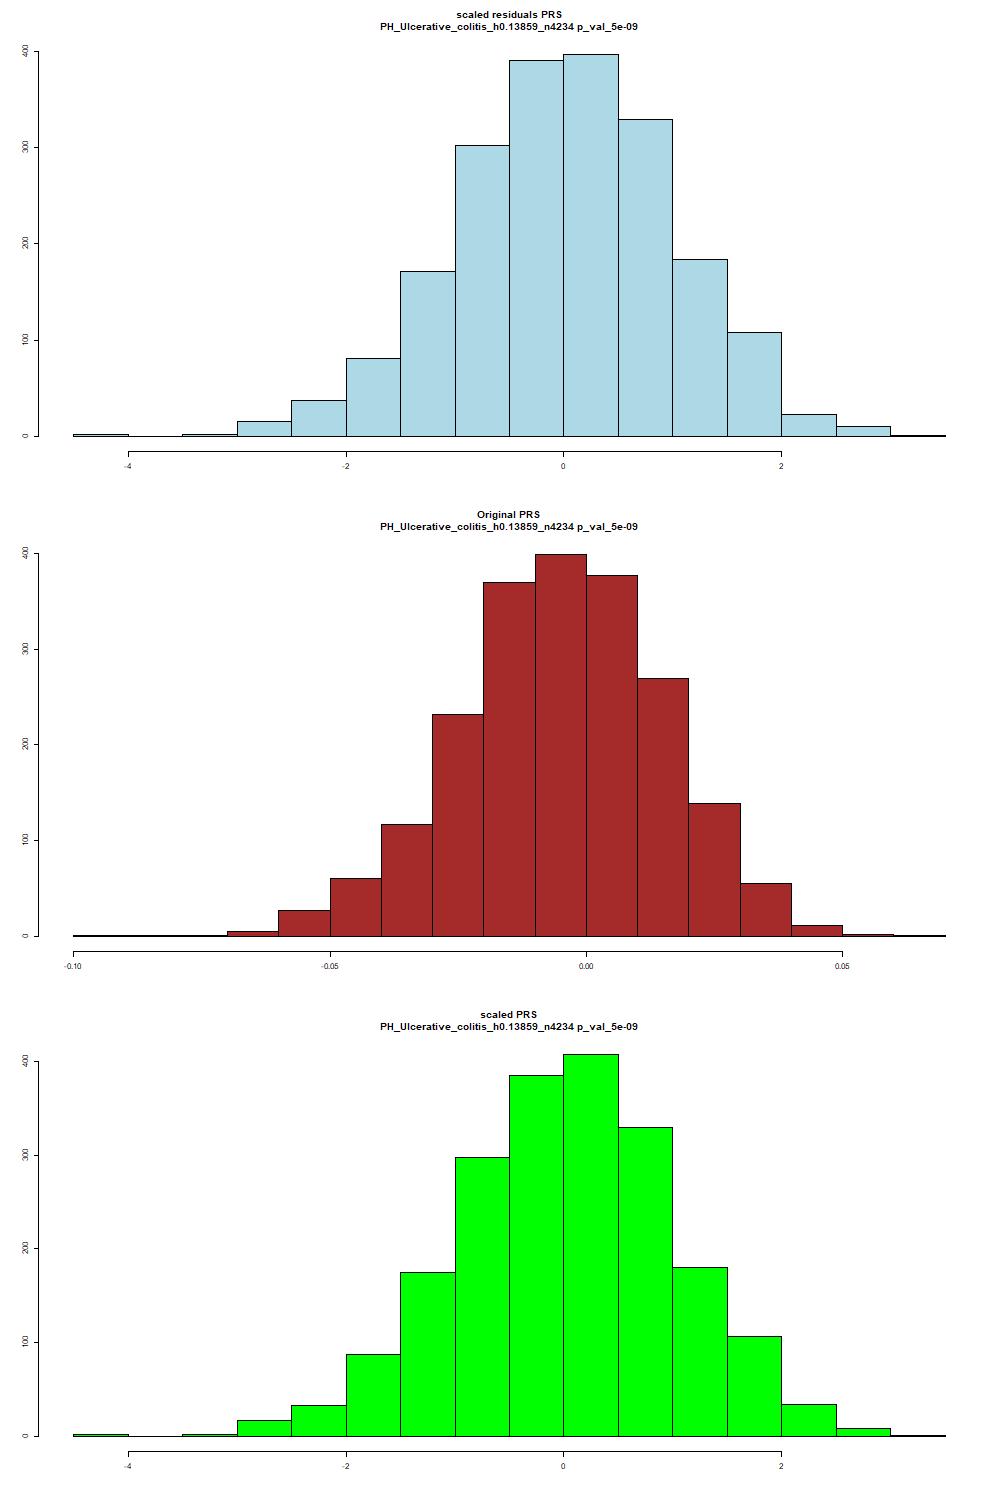 scaled residuals PRS
PH_Ulcerative_colitis_h0.13859_n4234 p_val_5e-09
400
300
200
100
0
-4 -2 0 2
Original PRS
PH_Ulcerative_colitis_h0.13859_n4234 p_val_5e-09
400
300
200
100
0
-0.10 -0.05 0.00 0.05
scaled PRS
PH_Ulcerative_colitis_h0.13859_n4234 p_val_5e-09
400
300
200
100
0
-4 -2 0 2